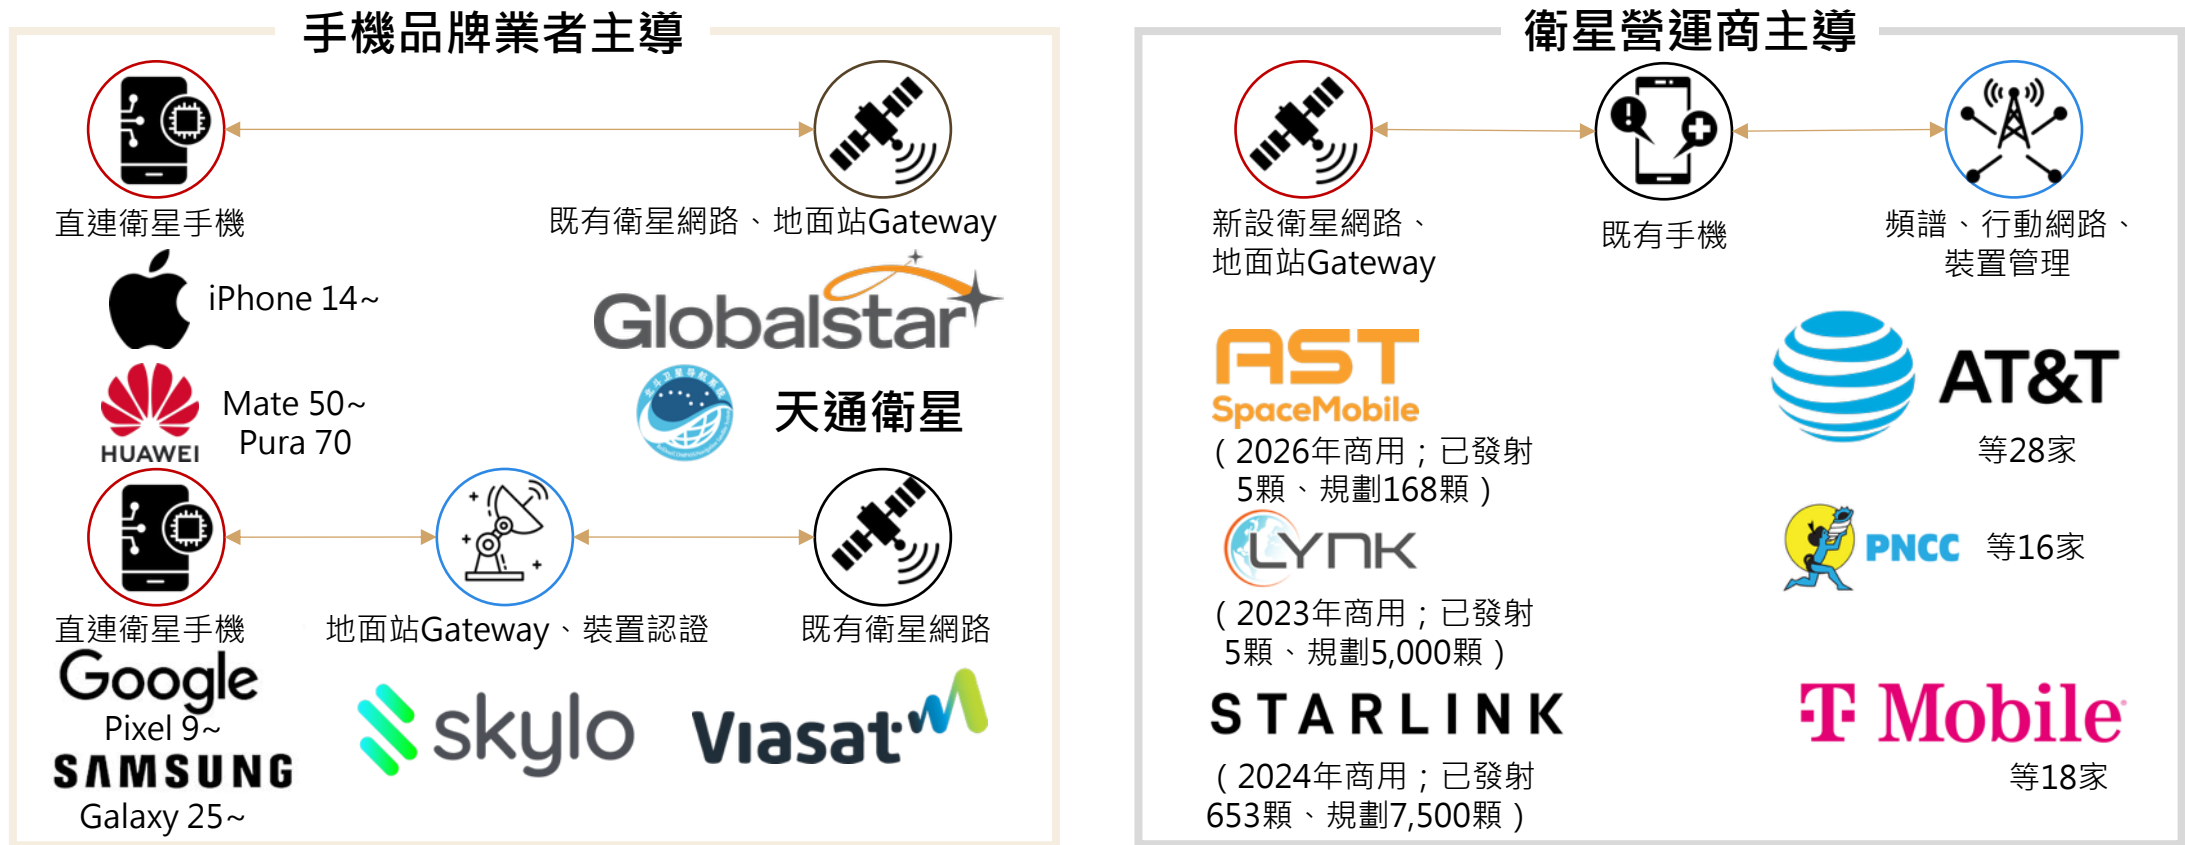 手機品牌業者主導
直連衛星手機
既有衛星網路、地面站Gateway
iPhone 14~
Globalstar
HUAWEI
Mate 50~
Pura 70
北斗卫星导航系统
天通衛星
直連衛星手機
地面站Gateway、裝置認證
既有衛星網路
Google
Pixel 9~
SAMSUNG
Galaxy 25~
skylo
Viasat
衛星營運商主導
新設衛星網路、
地面站Gateway
既有手機
頻譜、行動網路、
裝置管理
AST
SpaceMobile
(2026年商用；已發射
5顆、規劃168顆)
AT&T
等28家
LYNK
(2023年商用；已發射
5顆、規劃5,000顆)
PNCC
等16家
STARLINK
(2024年商用；已發射
653顆、規劃7,500顆)
T Mobile
等18家